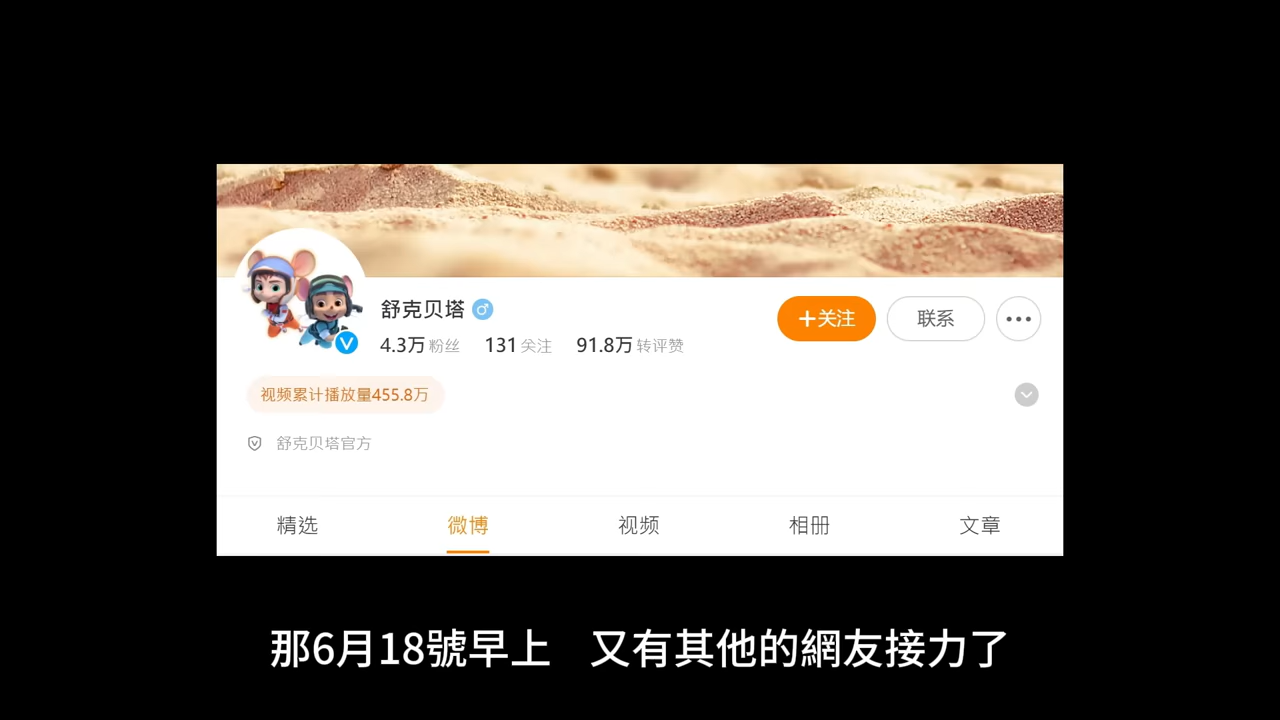 舒克贝塔
4.3万粉丝 131关注 91.8万转评赞
+关注
联系
视频累计播放量455.8万
舒克贝塔官方
精选 微博 视频 相册 文章
那6月18號早上 又有其他的網友接力了